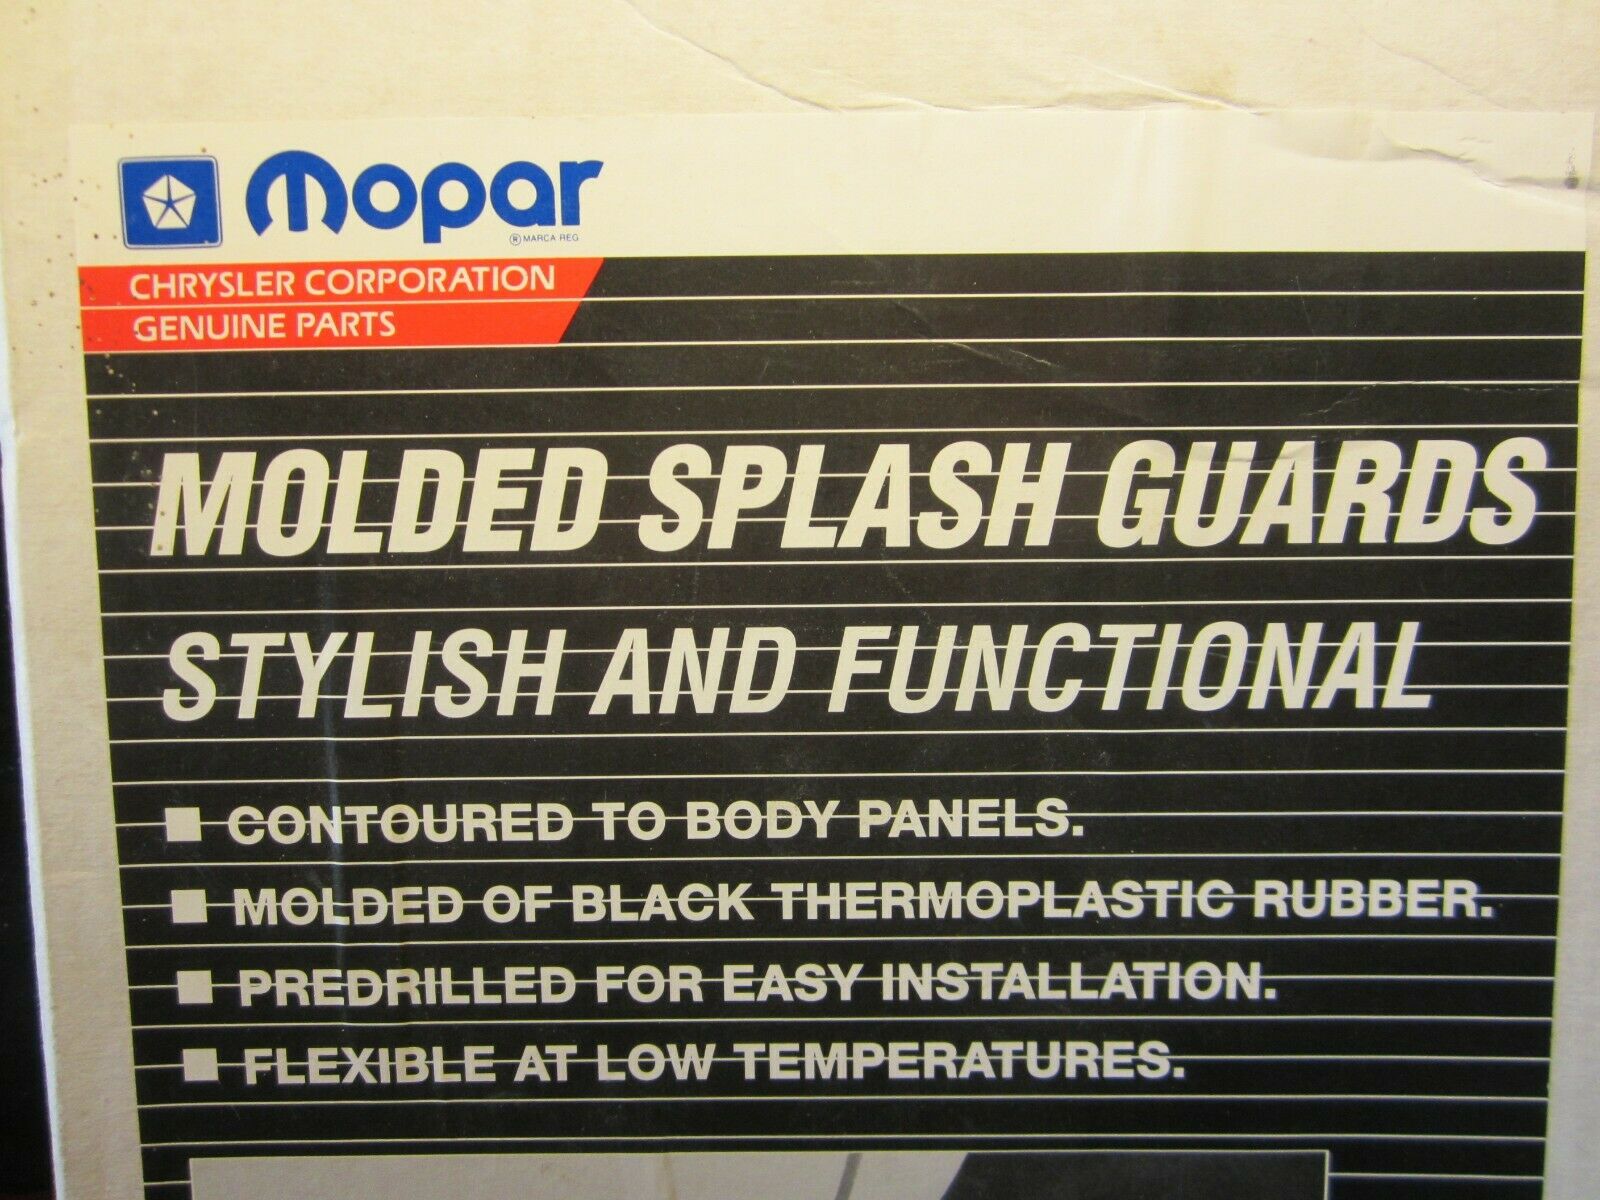 Mopar
® MARCA REG
CHRYSLER CORPORATION
GENUINE PARTS
MOLDED SPLASH GUARDS
STYLISH AND FUNCTIONAL
■ CONTOURED TO BODY PANELS.
■ MOLDED OF BLACK THERMOPLASTIC RUBBER.
■ PREDRILLED FOR EASY INSTALLATION.
■ FLEXIBLE AT LOW TEMPERATURES.